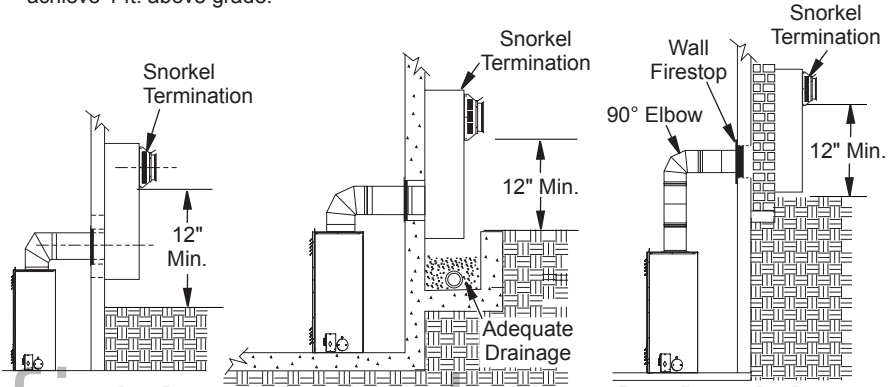 achieve 1 ft. above grade.
Snorkel
Termination
12"
Min.
Snorkel
Termination
12" Min.
Adequate
Drainage
Snorkel
Termination
Wall
Firestop
90° Elbow
12" Min.